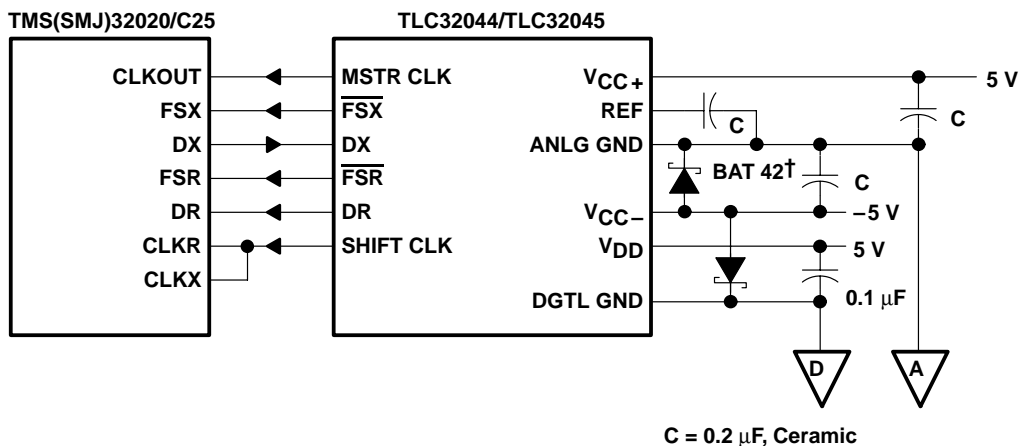 TMS(SMJ)32020/C25
TLC32044/TLC32045
CLKOUT
FSX
DX
FSR
DR
CLKR
CLKX
MSTR CLK
FSX
DX
FSR
DR
SHIFT CLK
VCC+
REF
ANLG GND
VCC−
VDD
DGTL GND
5 V
C
C
BAT 42†
C
−5 V
5 V
0.1 μF
D
A
C = 0.2 μF, Ceramic